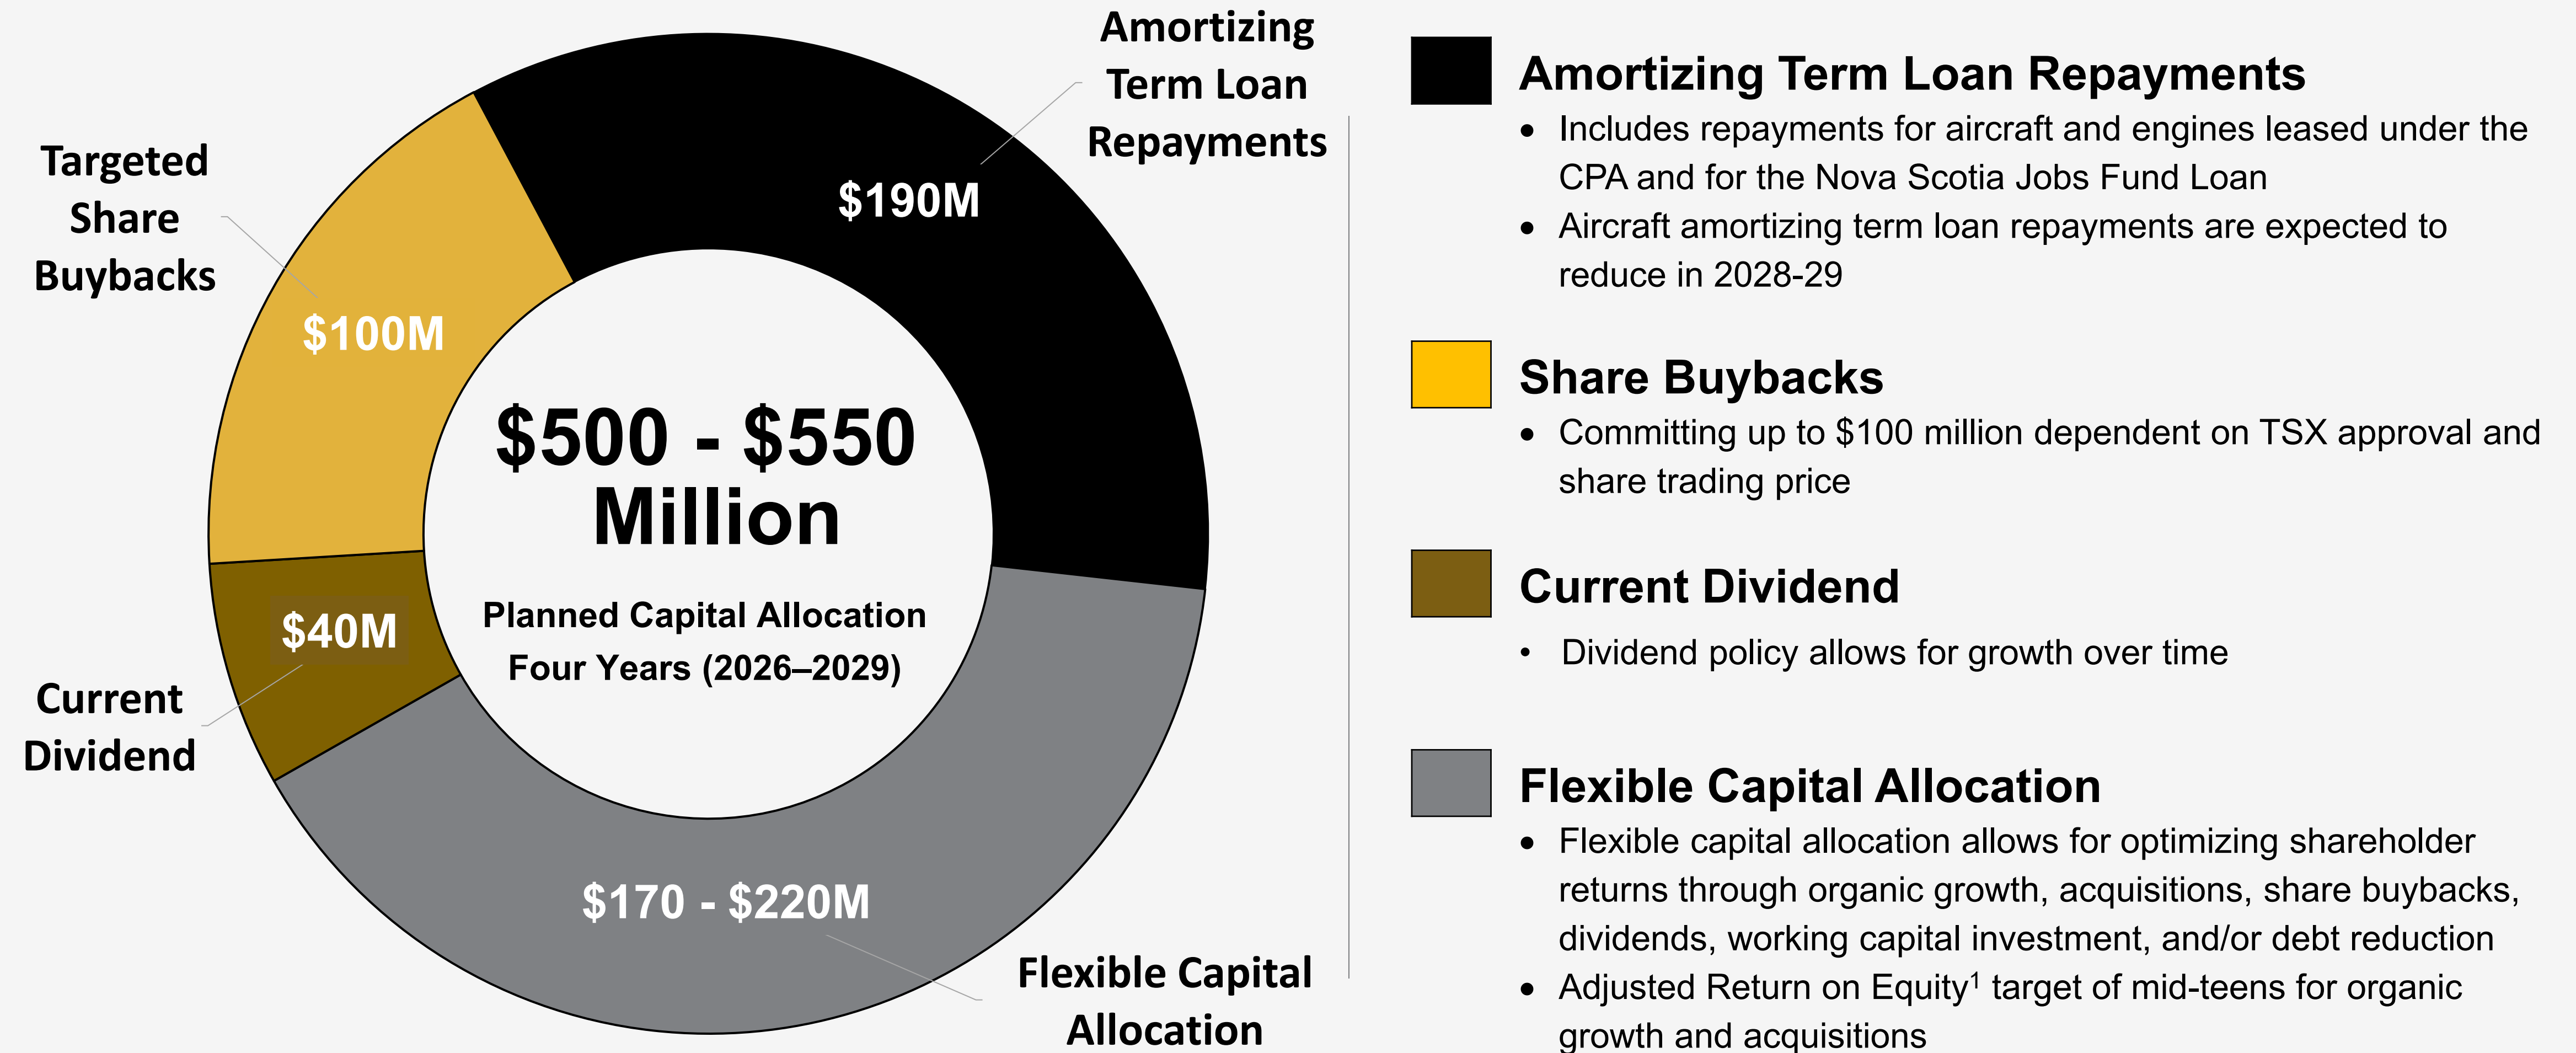 Amortizing
Term Loan
Repayments
$190M
Targeted
Share
Buybacks
$100M
$500 - $550
Million
Planned Capital Allocation
Four Years (2026–2029)
$40M
Current
Dividend
$170 - $220M
Flexible Capital
Allocation
Amortizing Term Loan Repayments
• Includes repayments for aircraft and engines leased under the
CPA and for the Nova Scotia Jobs Fund Loan
• Aircraft amortizing term loan repayments are expected to
reduce in 2028-29
Share Buybacks
• Committing up to $100 million dependent on TSX approval and
share trading price
Current Dividend
• Dividend policy allows for growth over time
Flexible Capital Allocation
• Flexible capital allocation allows for optimizing shareholder
returns through organic growth, acquisitions, share buybacks,
dividends, working capital investment, and/or debt reduction
• Adjusted Return on Equity¹ target of mid-teens for organic
growth and acquisitions